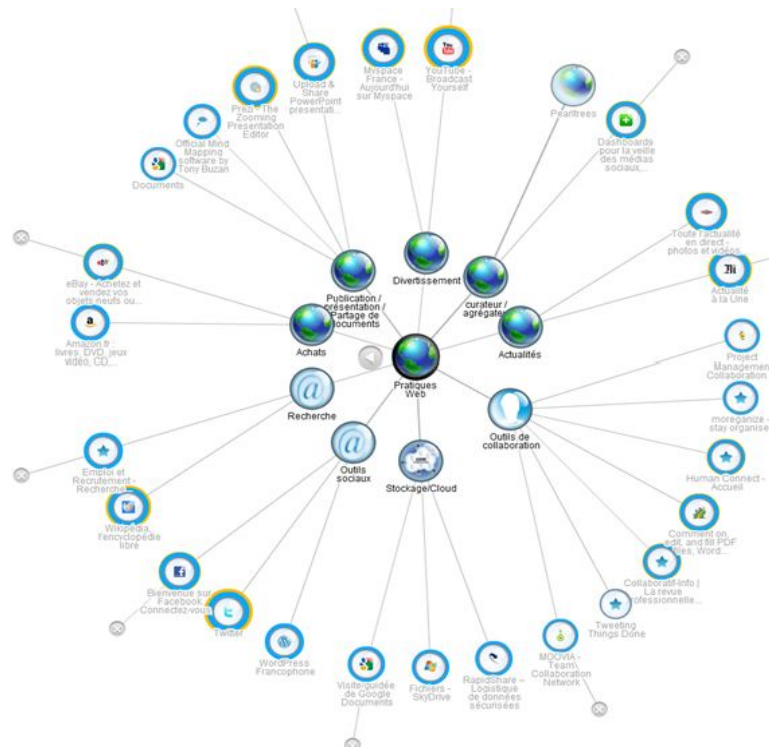 Upload &
Share
PowerPoint
presentati...
Myspace
France -
Aujourd'hui
sur Myspace
YouTube -
Broadcast
Yourself
Prezi - The
Zooming
Presentation
Editor
Pearltrees
Official Mind
Mapping
software by
Tony Buzan
Dashboards
pour la veille
des médias
sociaux,...
Documents
Toute l'actualité
en direct -
photos et vidéos
eBay - Achetez et
vendez vos
objets neufs ou...
Divertissement
Publication /
présentation /
Partage de
documents
curateur /
agrégateur
Actualité
à la Une
Amazon.fr :
livres, DVD, jeux
vidéo, CD,...
Achats
Actualités
Project
Management
Collaboration
Pratiques
Web
Recherche
Outils de
collaboration
moreganize -
stay organise
Emploi et
Recrutement -
Recherche
Outils
sociaux
Stockage/Cloud
Human Connect -
Accueil
Wikipédia,
l'encyclopédie
libre
Comment on,
edit, and fill PDF
files, Word...
Bienvenue sur
Facebook.
Connectez-vous
Twitter
Collaboratif-Info |
La revue
professionnelle...
WordPress
Francophone
Tweeting
Things Done
Visite guidée
de Google
Documents
Fichiers -
SkyDrive
RapidShare –
Logistique
de données
sécurisées
MOOVIA -
Team
Collaboration
Network